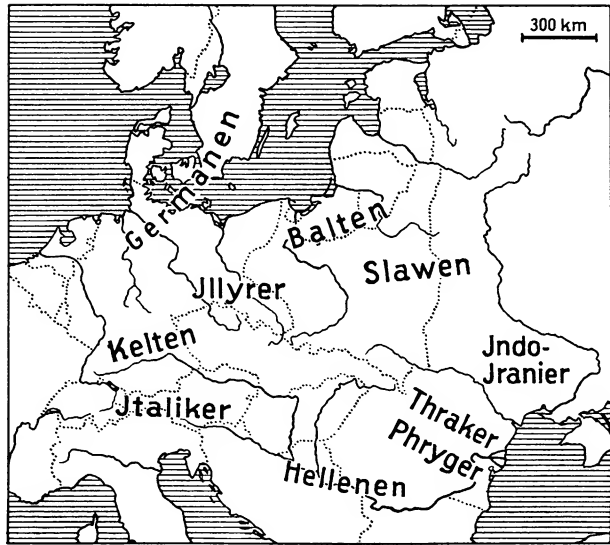 300 km
Germanen
Balten
Slawen
Jllyrer
Kelten
Jndo-
Jranier
Jtaliker
Thraker
Phryger
Hellenen